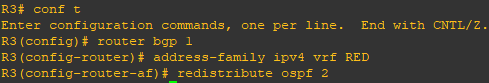 R3# conf t
Enter configuration commands, one per line.  End with CNTL/Z.
R3(config)# router bgp 1
R3(config-router)# address-family ipv4 vrf RED
R3(config-router-af)# redistribute ospf 2